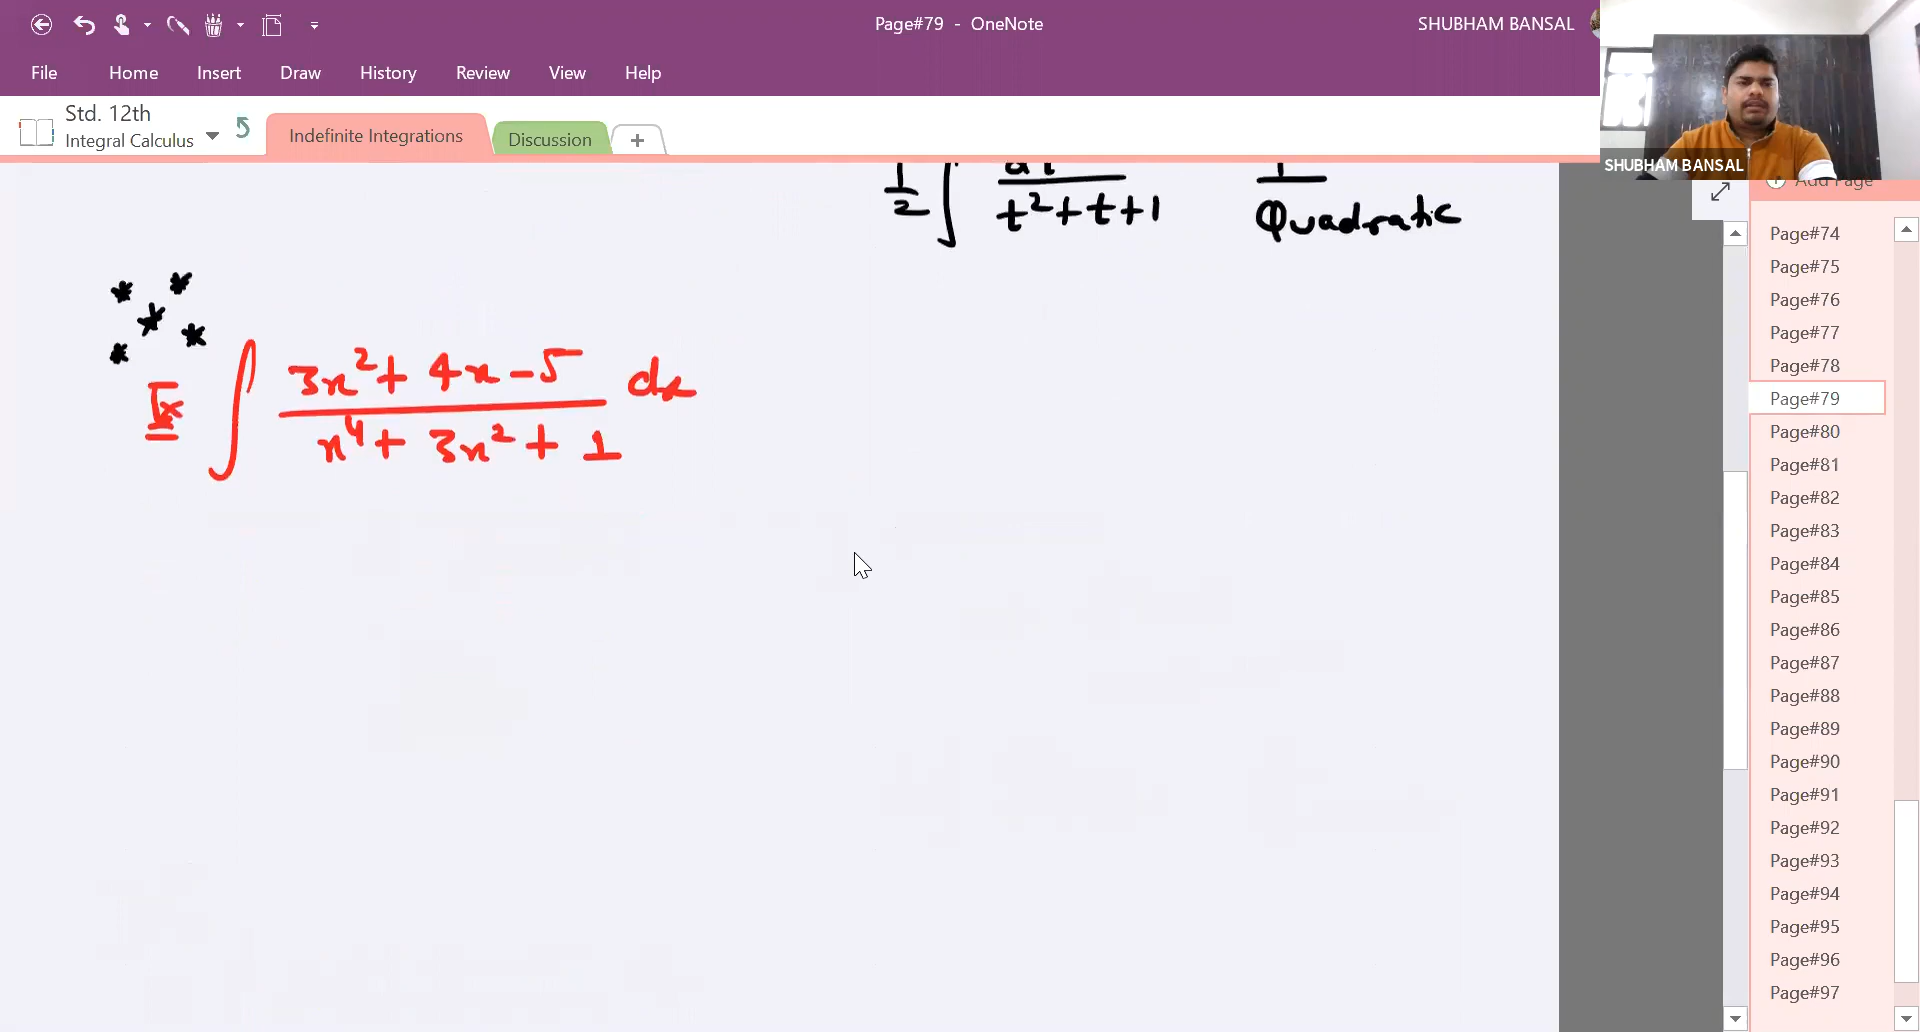 Page#79 - OneNote
SHUBHAM BANSAL
File Home Insert Draw History Review View Help
Std. 12th
Integral Calculus
Indefinite Integrations
Discussion
+
SHUBHAM BANSAL
Add Page
1/2 ∫ dt/(t²+t+1)
1/Quadratic
Ex ∫ (3x²+4x-5)/(x⁴+3x²+1) dx
Page#74
Page#75
Page#76
Page#77
Page#78
Page#79
Page#80
Page#81
Page#82
Page#83
Page#84
Page#85
Page#86
Page#87
Page#88
Page#89
Page#90
Page#91
Page#92
Page#93
Page#94
Page#95
Page#96
Page#97